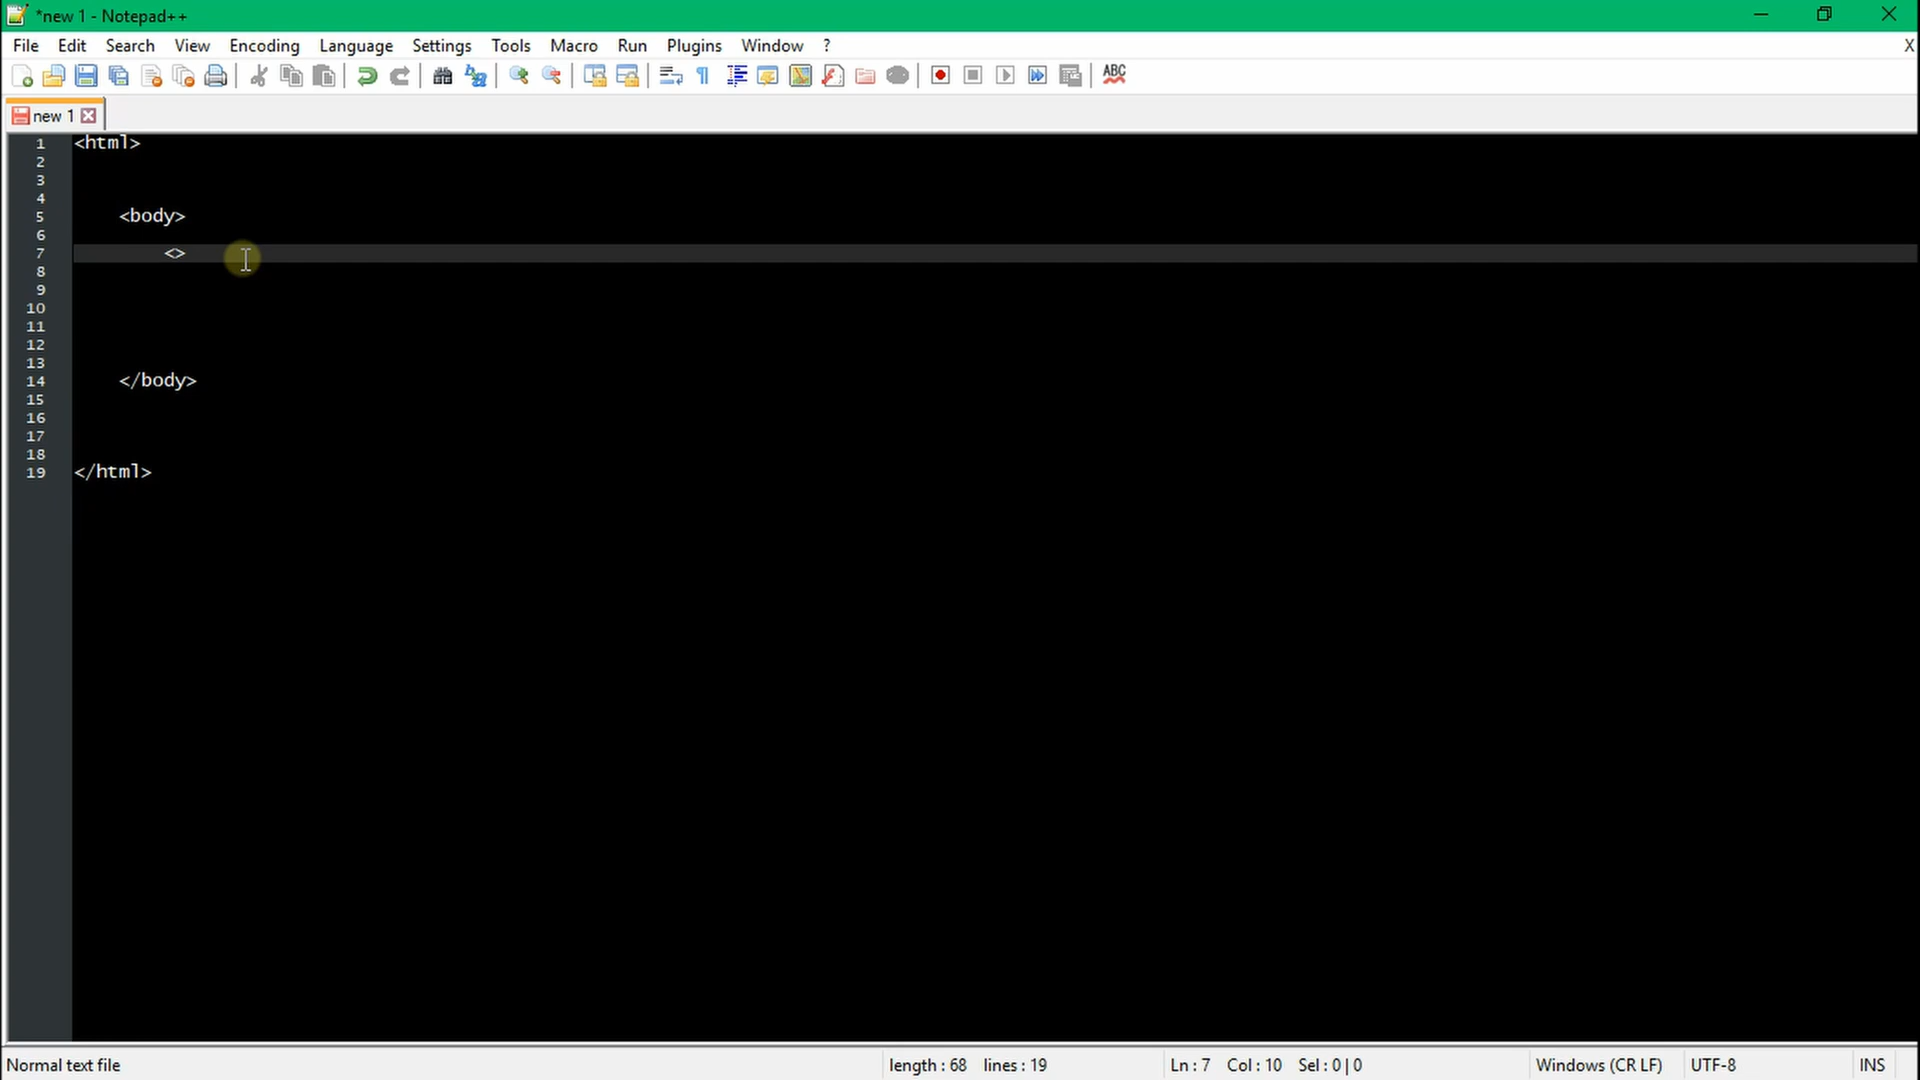 *new 1 - Notepad++
File Edit Search View Encoding Language Settings Tools Macro Run Plugins Window ? X
ABC
new 1
1 <html>
2
3
4
5 <body>
6
7 <>
8
9
10
11
12
13
14 </body>
15
16
17
18
19 </html>
Normal text file length : 68 lines : 19 Ln : 7 Col : 10 Sel : 0 | 0 Windows (CR LF) UTF-8 INS